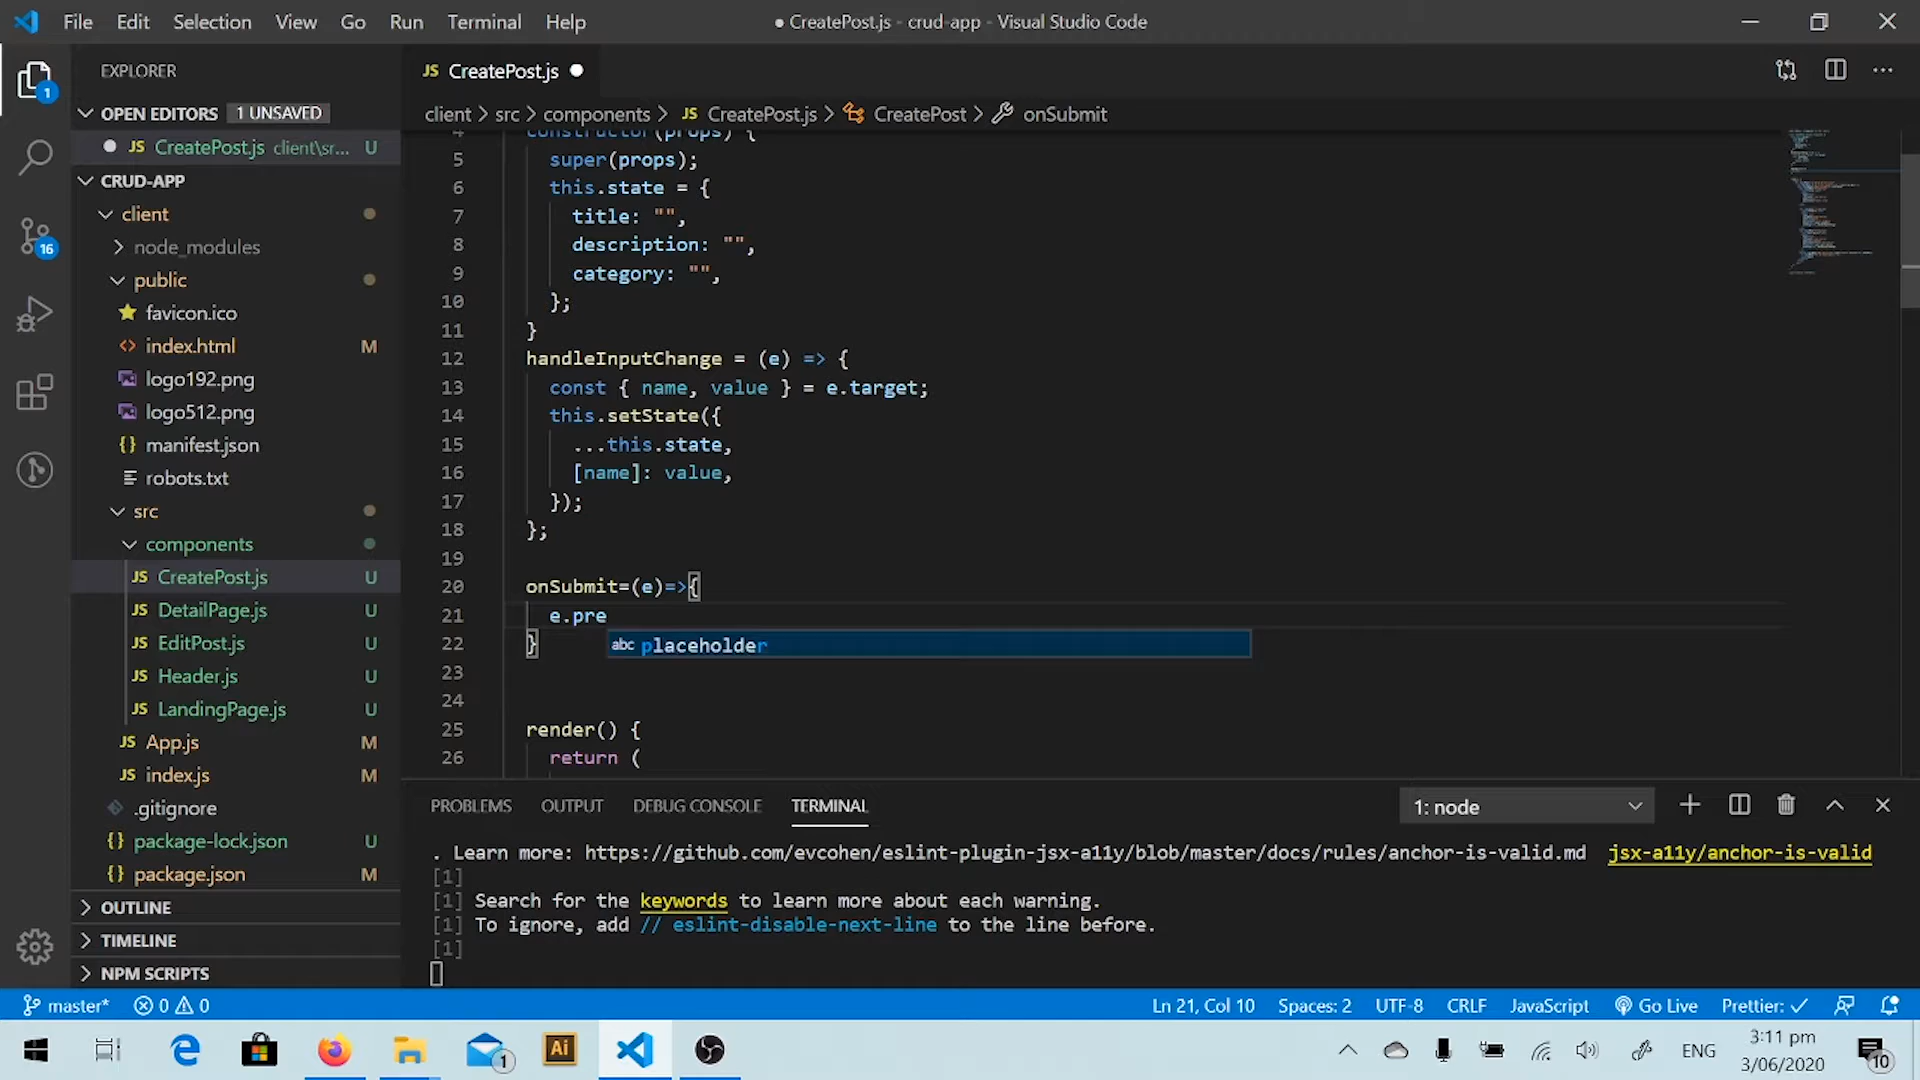 File Edit Selection View Go Run Terminal Help
● CreatePost.js - crud-app - Visual Studio Code
EXPLORER
OPEN EDITORS 1 UNSAVED
JS CreatePost.js client\sr... U
CRUD-APP
client
node_modules
public
favicon.ico
index.html M
logo192.png
logo512.png
manifest.json
robots.txt
src
components
JS CreatePost.js U
JS DetailPage.js U
JS EditPost.js U
JS Header.js U
JS LandingPage.js U
JS App.js M
JS index.js M
.gitignore
{} package-lock.json U
{} package.json M
OUTLINE
TIMELINE
NPM SCRIPTS
1
16
JS CreatePost.js
client > src > components > JS CreatePost.js > CreatePost > onSubmit
4 constructor(props) {
5 super(props);
6 this.state = {
7 title: "",
8 description: "",
9 category: "",
10 };
11 }
12 handleInputChange = (e) => {
13 const { name, value } = e.target;
14 this.setState({
15 ...this.state,
16 [name]: value,
17 });
18 };
19
20 onSubmit=(e)=>{
21 e.pre
22 }
abc placeholder
23
24
25 render() {
26 return (
PROBLEMS OUTPUT DEBUG CONSOLE TERMINAL 1: node
. Learn more: https://github.com/evcohen/eslint-plugin-jsx-a11y/blob/master/docs/rules/anchor-is-valid.md jsx-a11y/anchor-is-valid
[1]
[1] Search for the keywords to learn more about each warning.
[1] To ignore, add // eslint-disable-next-line to the line before.
[1]
master* 0 0 Ln 21, Col 10 Spaces: 2 UTF-8 CRLF JavaScript Go Live Prettier: ✓
1 Ai ENG 3:11 pm
3/06/2020 10